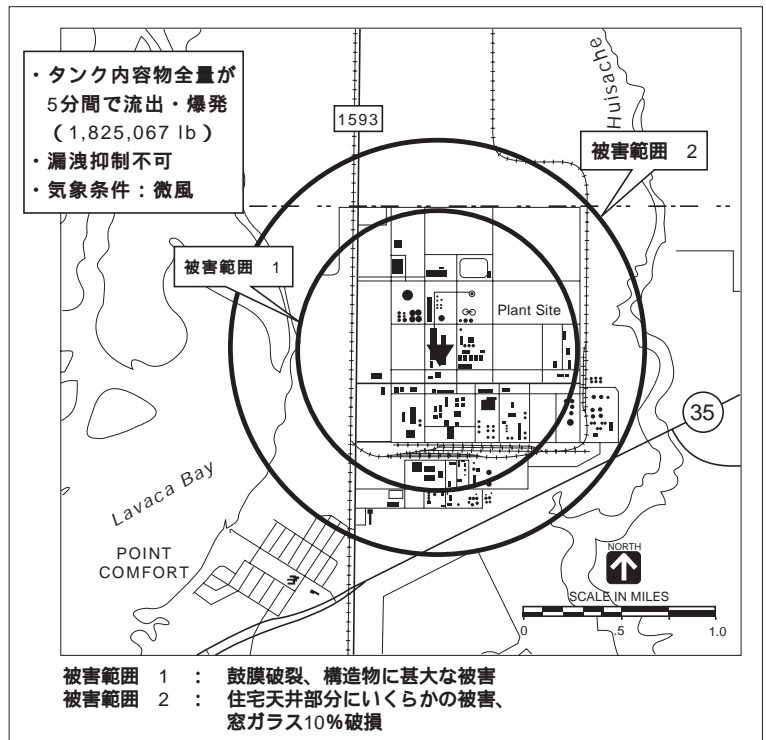 ・タンク内容物全量が
5分間で流出・爆発
（1,825,067 lb）
・漏洩抑制不可
・気象条件：微風
1593
Huisache
被害範囲 2
被害範囲 1
Plant Site
35
Lavaca Bay
POINT
COMFORT
NORTH
SCALE IN MILES
0 .5 1.0
被害範囲 1 ： 鼓膜破裂、構造物に甚大な被害
被害範囲 2 ： 住宅天井部分にいくらかの被害、
窓ガラス10%破損